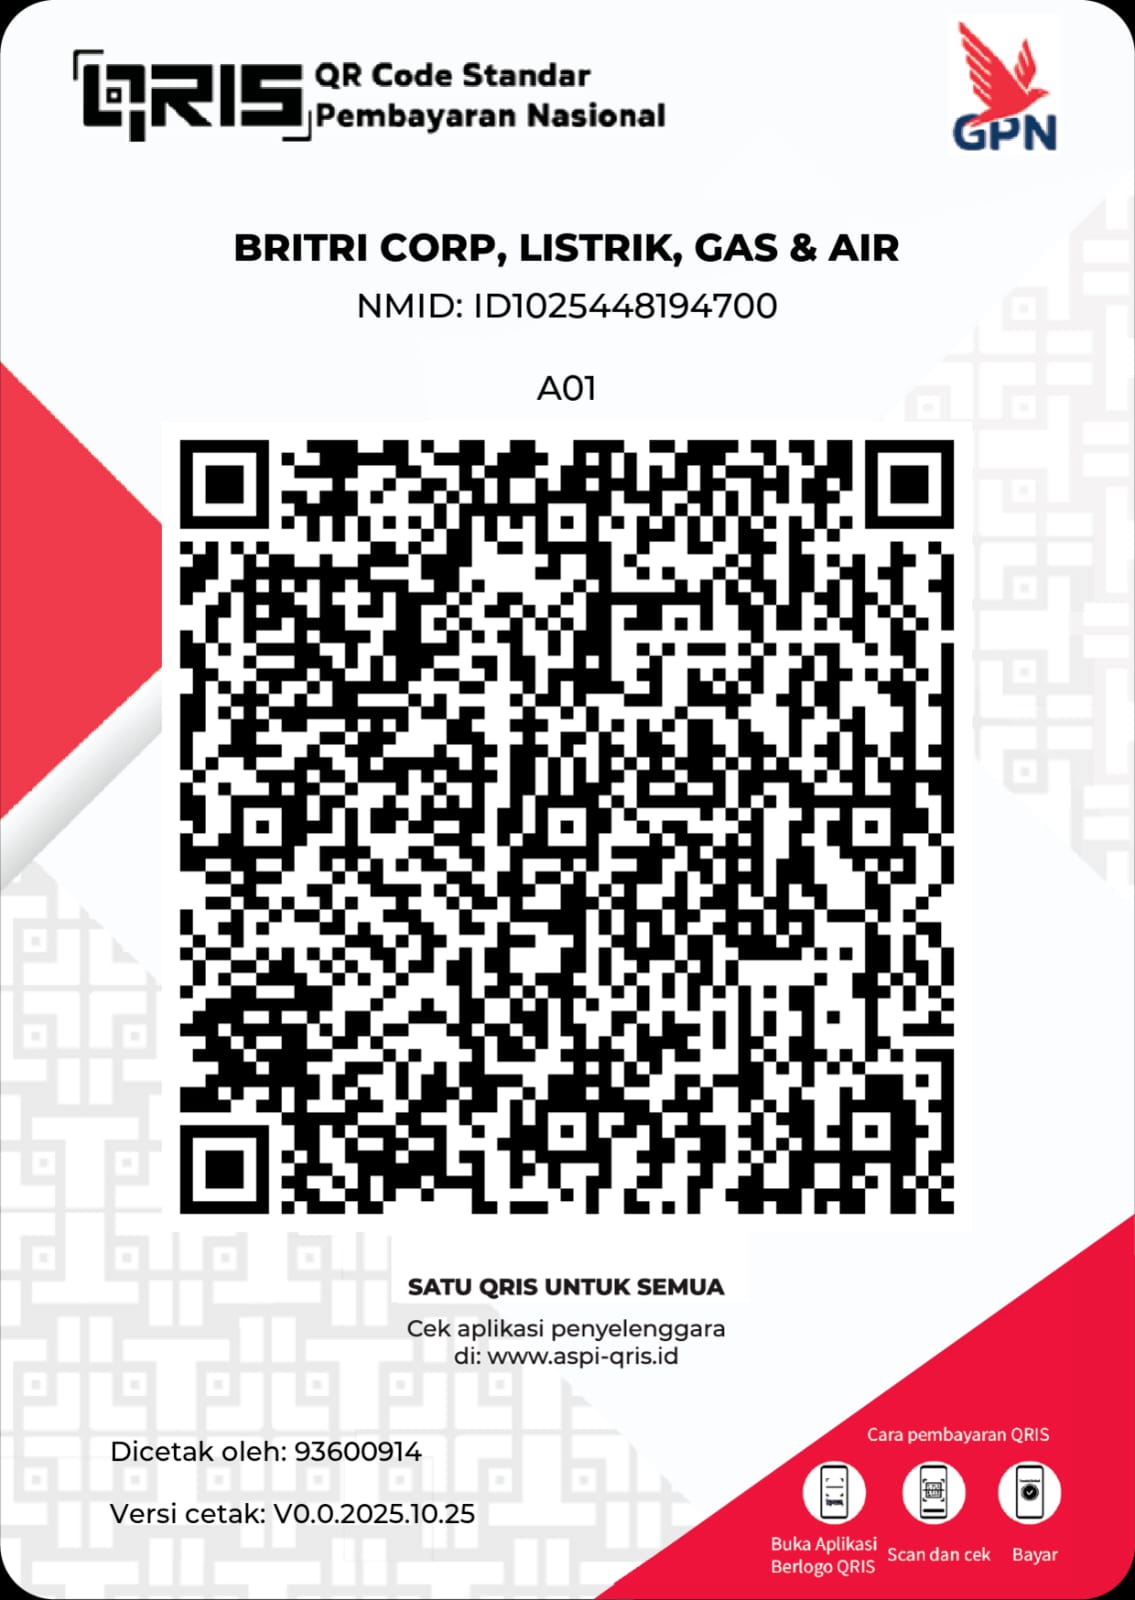 QRIS
QR Code Standar
Pembayaran Nasional
GPN
BRITRI CORP, LISTRIK, GAS & AIR
NMID: ID1025448194700
A01
SATU QRIS UNTUK SEMUA
Cek aplikasi penyelenggara
di: www.aspi-qris.id
Dicetak oleh: 93600914
Versi cetak: V0.0.2025.10.25
Cara pembayaran QRIS
Buka Aplikasi
Berlogo QRIS
Scan dan cek
Bayar